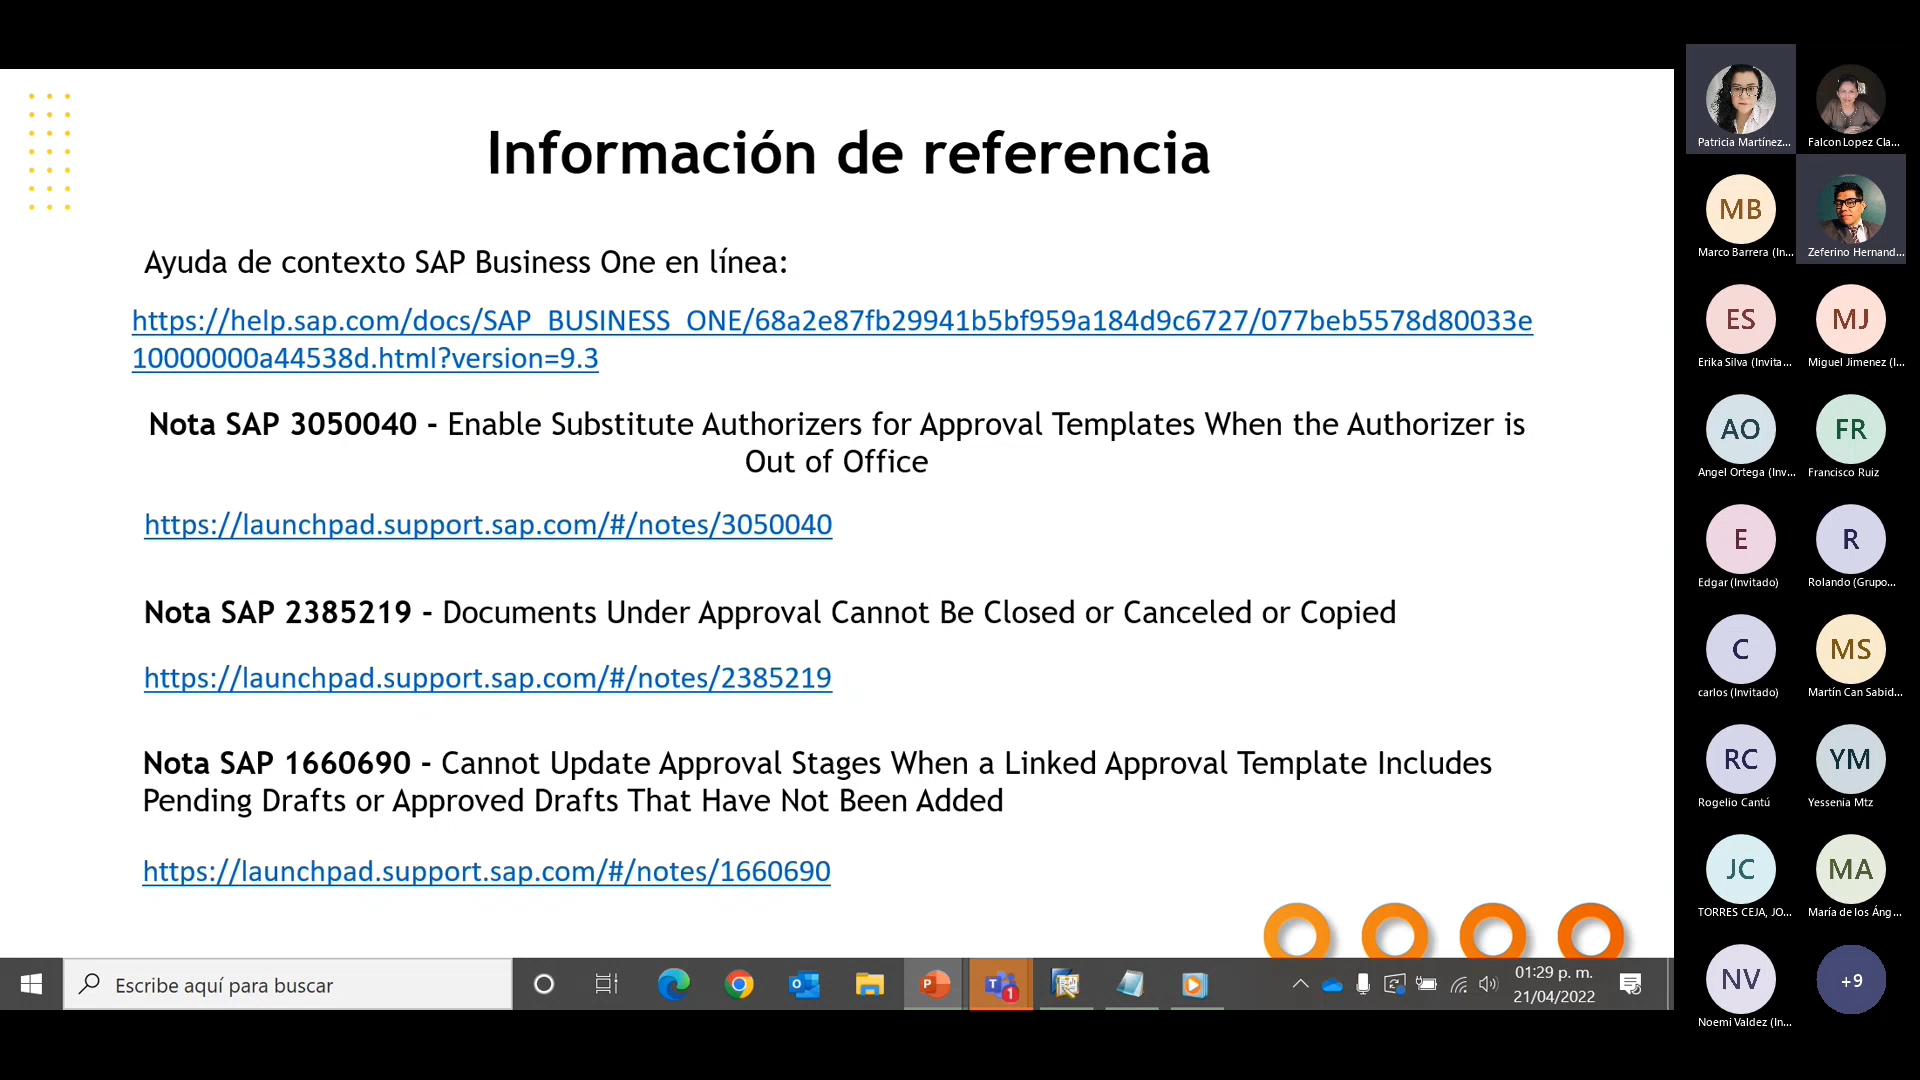 Información de referencia
Ayuda de contexto SAP Business One en línea:
https://help.sap.com/docs/SAP_BUSINESS_ONE/68a2e87fb29941b5bf959a184d9c6727/077beb5578d80033e
10000000a44538d.html?version=9.3
Nota SAP 3050040 - Enable Substitute Authorizers for Approval Templates When the Authorizer is
Out of Office
https://launchpad.support.sap.com/#/notes/3050040
Nota SAP 2385219 - Documents Under Approval Cannot Be Closed or Canceled or Copied
https://launchpad.support.sap.com/#/notes/2385219
Nota SAP 1660690 - Cannot Update Approval Stages When a Linked Approval Template Includes
Pending Drafts or Approved Drafts That Have Not Been Added
https://launchpad.support.sap.com/#/notes/1660690
Escribe aquí para buscar
1
01:29 p. m.
21/04/2022
Patricia Martínez...
Falcon Lopez Cla...
MB
Marco Barrera (In...
Zeferino Hernand...
ES
Erika Silva (Invita...
MJ
Miguel Jimenez (I...
AO
Angel Ortega (Inv...
FR
Francisco Ruiz
E
Edgar (Invitado)
R
Rolando (Grupo...
C
carlos (Invitado)
MS
Martín Can Sabid...
RC
Rogelio Cantú
YM
Yessenia Mtz
JC
TORRES CEJA, JO...
MA
María de los Áng...
NV
Noemi Valdez (In...
+9